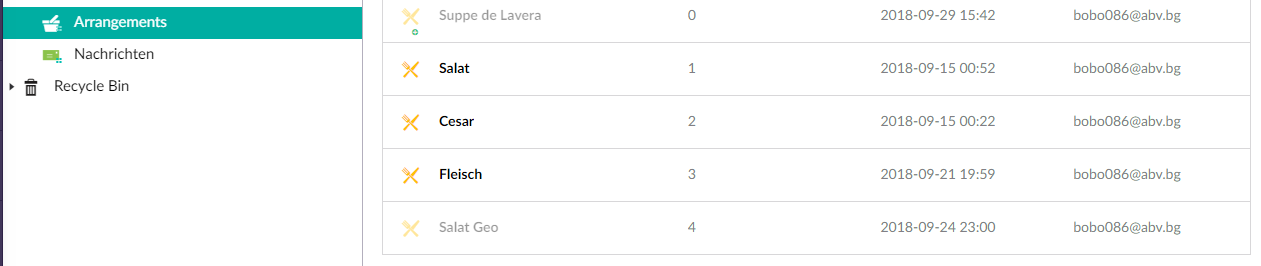 Arrangements
Nachrichten
Recycle Bin
Suppe de Lavera 0 2018-09-29 15:42 bobo086@abv.bg
Salat 1 2018-09-15 00:52 bobo086@abv.bg
Cesar 2 2018-09-15 00:22 bobo086@abv.bg
Fleisch 3 2018-09-21 19:59 bobo086@abv.bg
Salat Geo 4 2018-09-24 23:00 bobo086@abv.bg